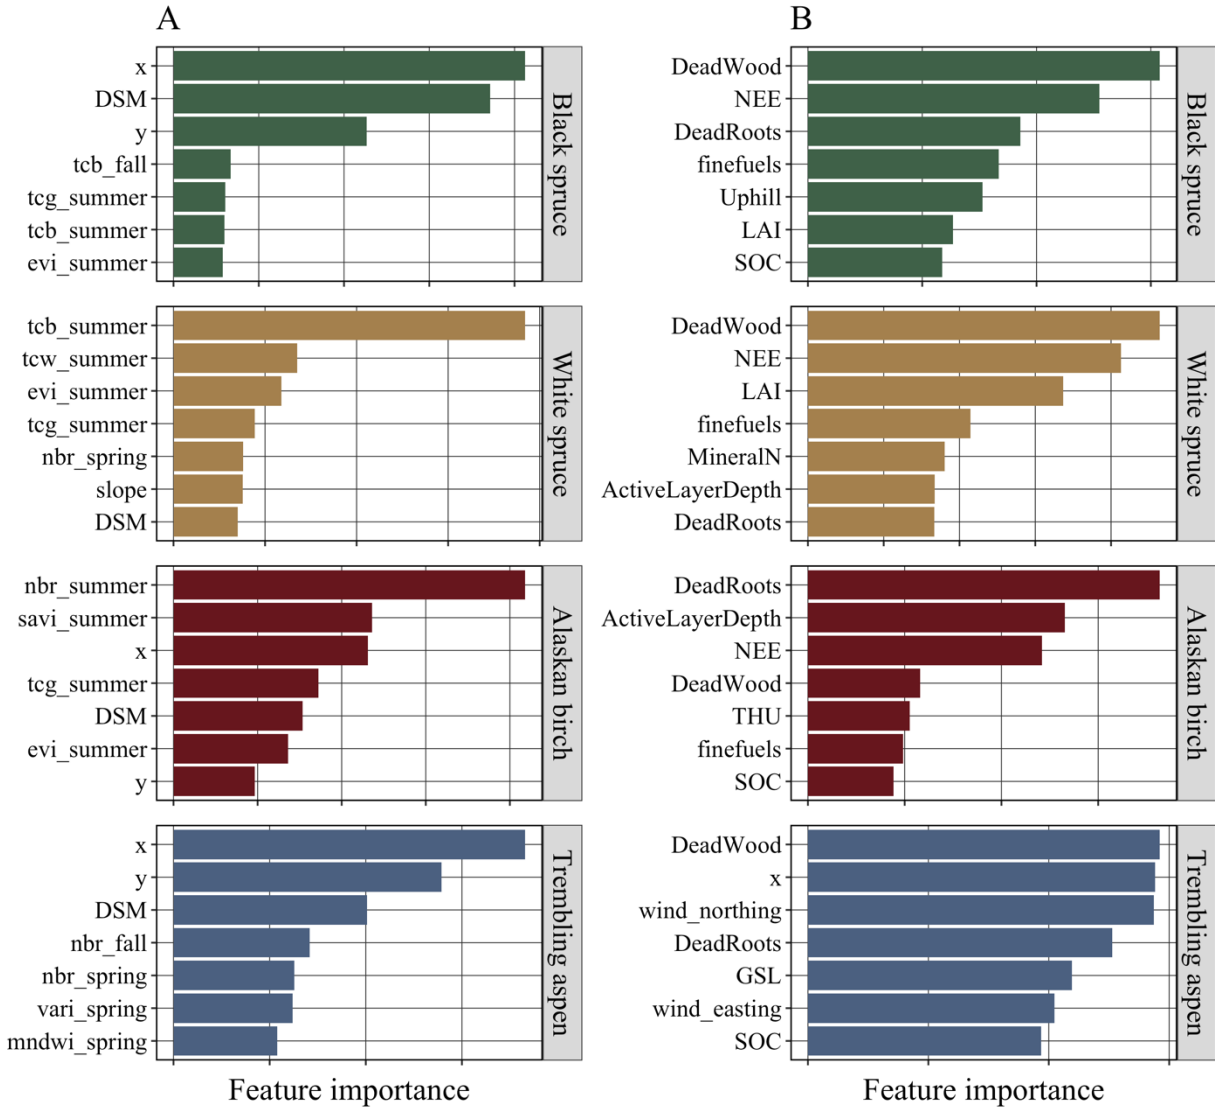 A
x
DSM
y
tcb_fall
tcg_summer
tcb_summer
evi_summer
Black spruce
tcb_summer
tcw_summer
evi_summer
tcg_summer
nbr_spring
slope
DSM
White spruce
nbr_summer
savi_summer
x
tcg_summer
DSM
evi_summer
y
Alaskan birch
x
y
DSM
nbr_fall
nbr_spring
vari_spring
mndwi_spring
Trembling aspen
Feature importance
B
DeadWood
NEE
DeadRoots
finefuels
Uphill
LAI
SOC
Black spruce
DeadWood
NEE
LAI
finefuels
MineralN
ActiveLayerDepth
DeadRoots
White spruce
DeadRoots
ActiveLayerDepth
NEE
DeadWood
THU
finefuels
SOC
Alaskan birch
DeadWood
x
wind_northing
DeadRoots
GSL
wind_easting
SOC
Trembling aspen
Feature importance